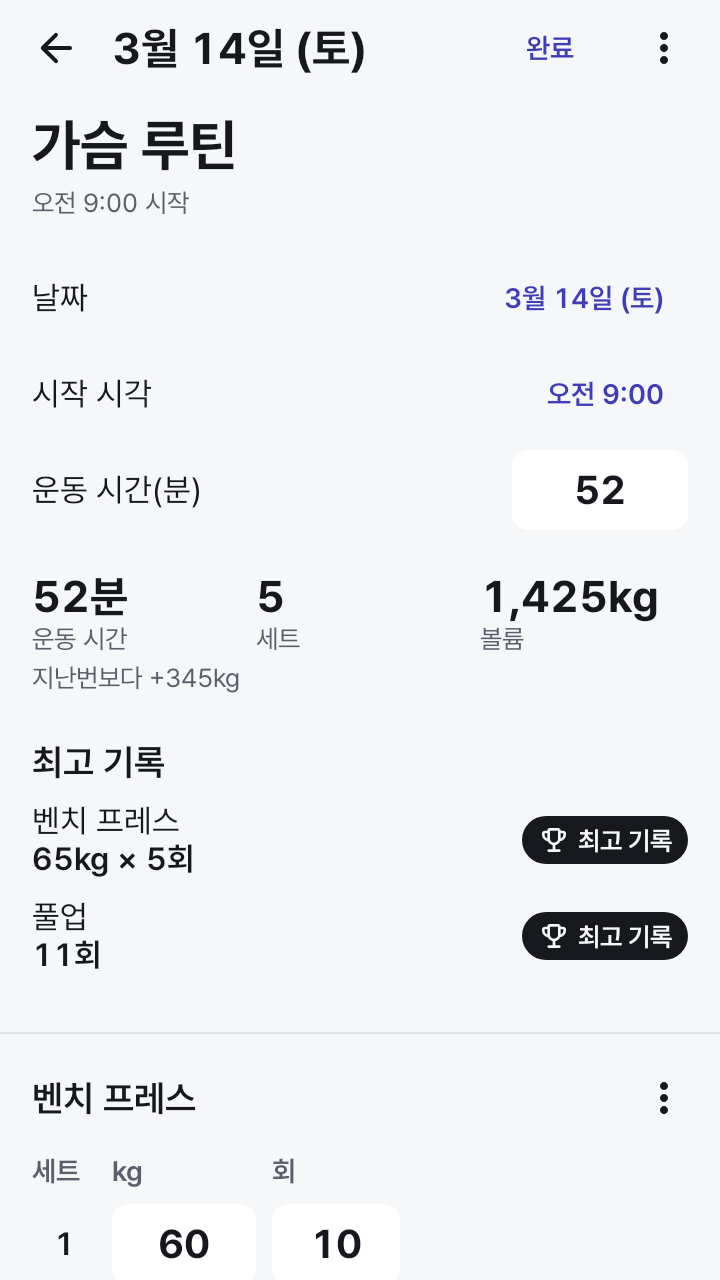 3월 14일 (토)
완료
가슴 루틴
오전 9:00 시작
날짜
3월 14일 (토)
시작 시각
오전 9:00
운동 시간(분)
52
52분
5
1,425kg
운동 시간
세트
볼륨
지난번보다 +345kg
최고 기록
벤치 프레스
65kg × 5회
최고 기록
풀업
11회
최고 기록
벤치 프레스
세트
kg
회
1
60
10